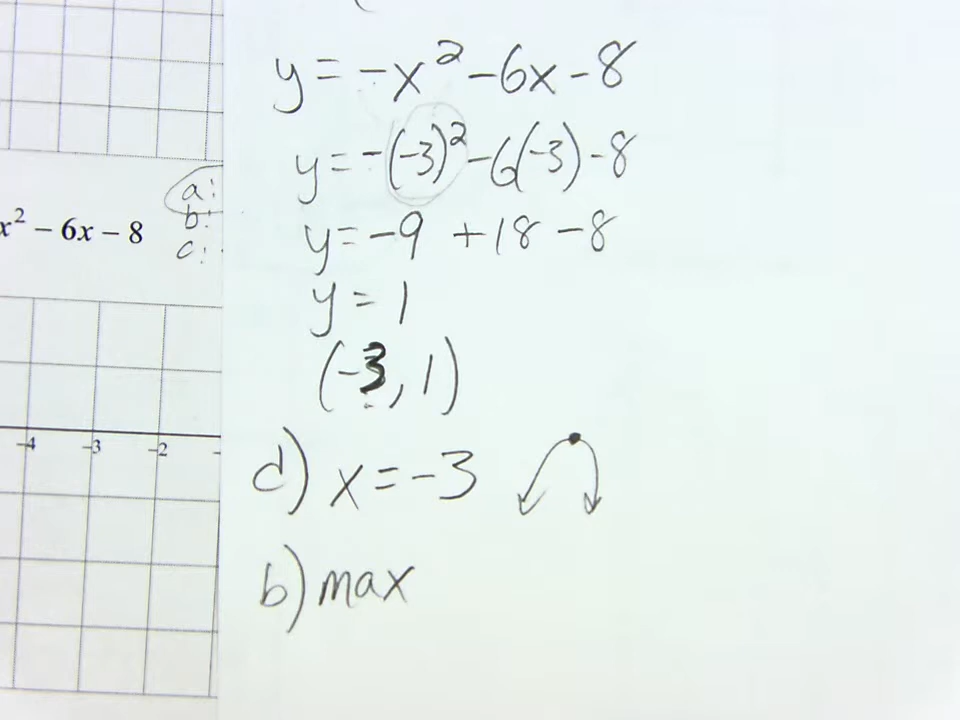 y = -x² - 6x - 8
y = -(-3)² - 6(-3) - 8
a:
b:
x² - 6x - 8
c:
y = -9 + 18 - 8
y = 1
(-3, 1)
-4 -3 -2
d) x = -3
b) max